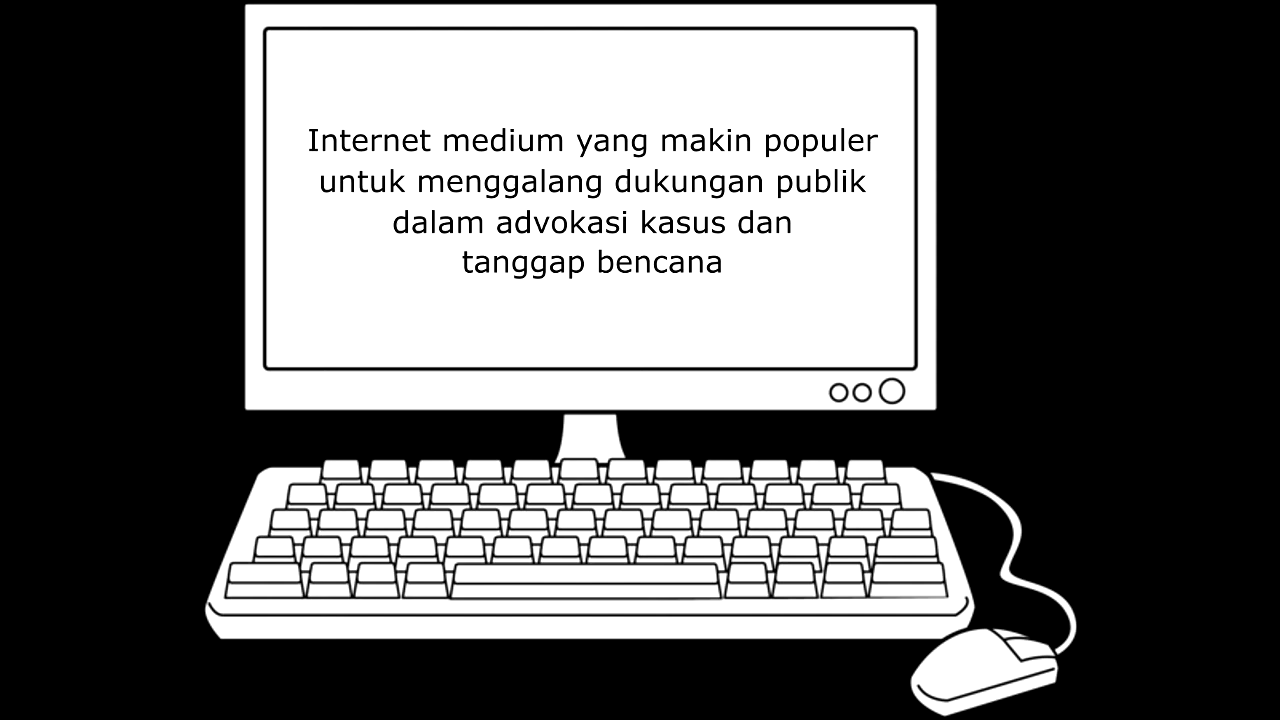 Internet medium yang makin populer
untuk menggalang dukungan publik
dalam advokasi kasus dan
tanggap bencana